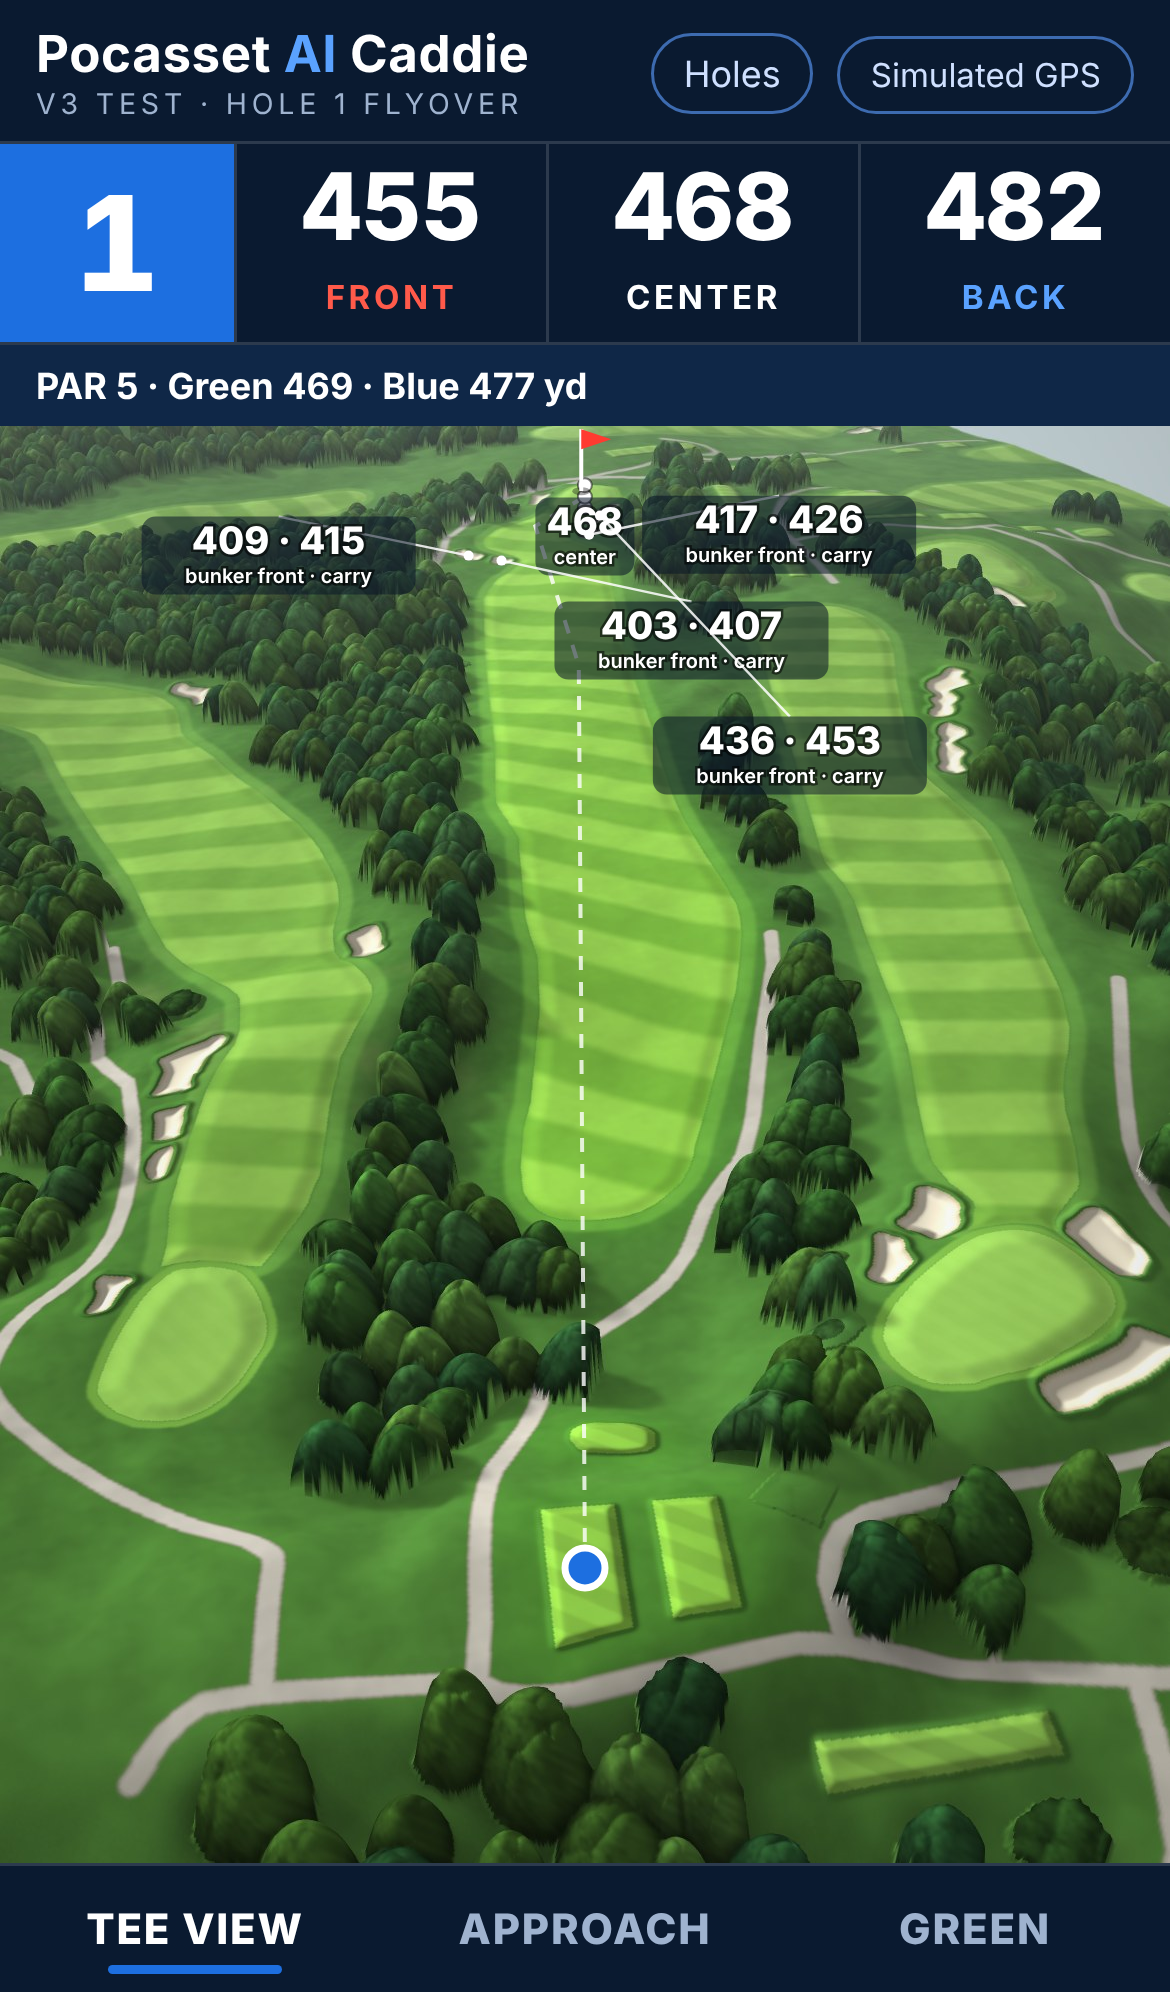 Pocasset AI Caddie
V3 TEST · HOLE 1 FLYOVER
Holes
Simulated GPS
1
455
FRONT
468
CENTER
482
BACK
PAR 5 · Green 469 · Blue 477 yd
409 · 415
bunker front · carry
468
center
417 · 426
bunker front · carry
403 · 407
bunker front · carry
436 · 453
bunker front · carry
TEE VIEW
APPROACH
GREEN